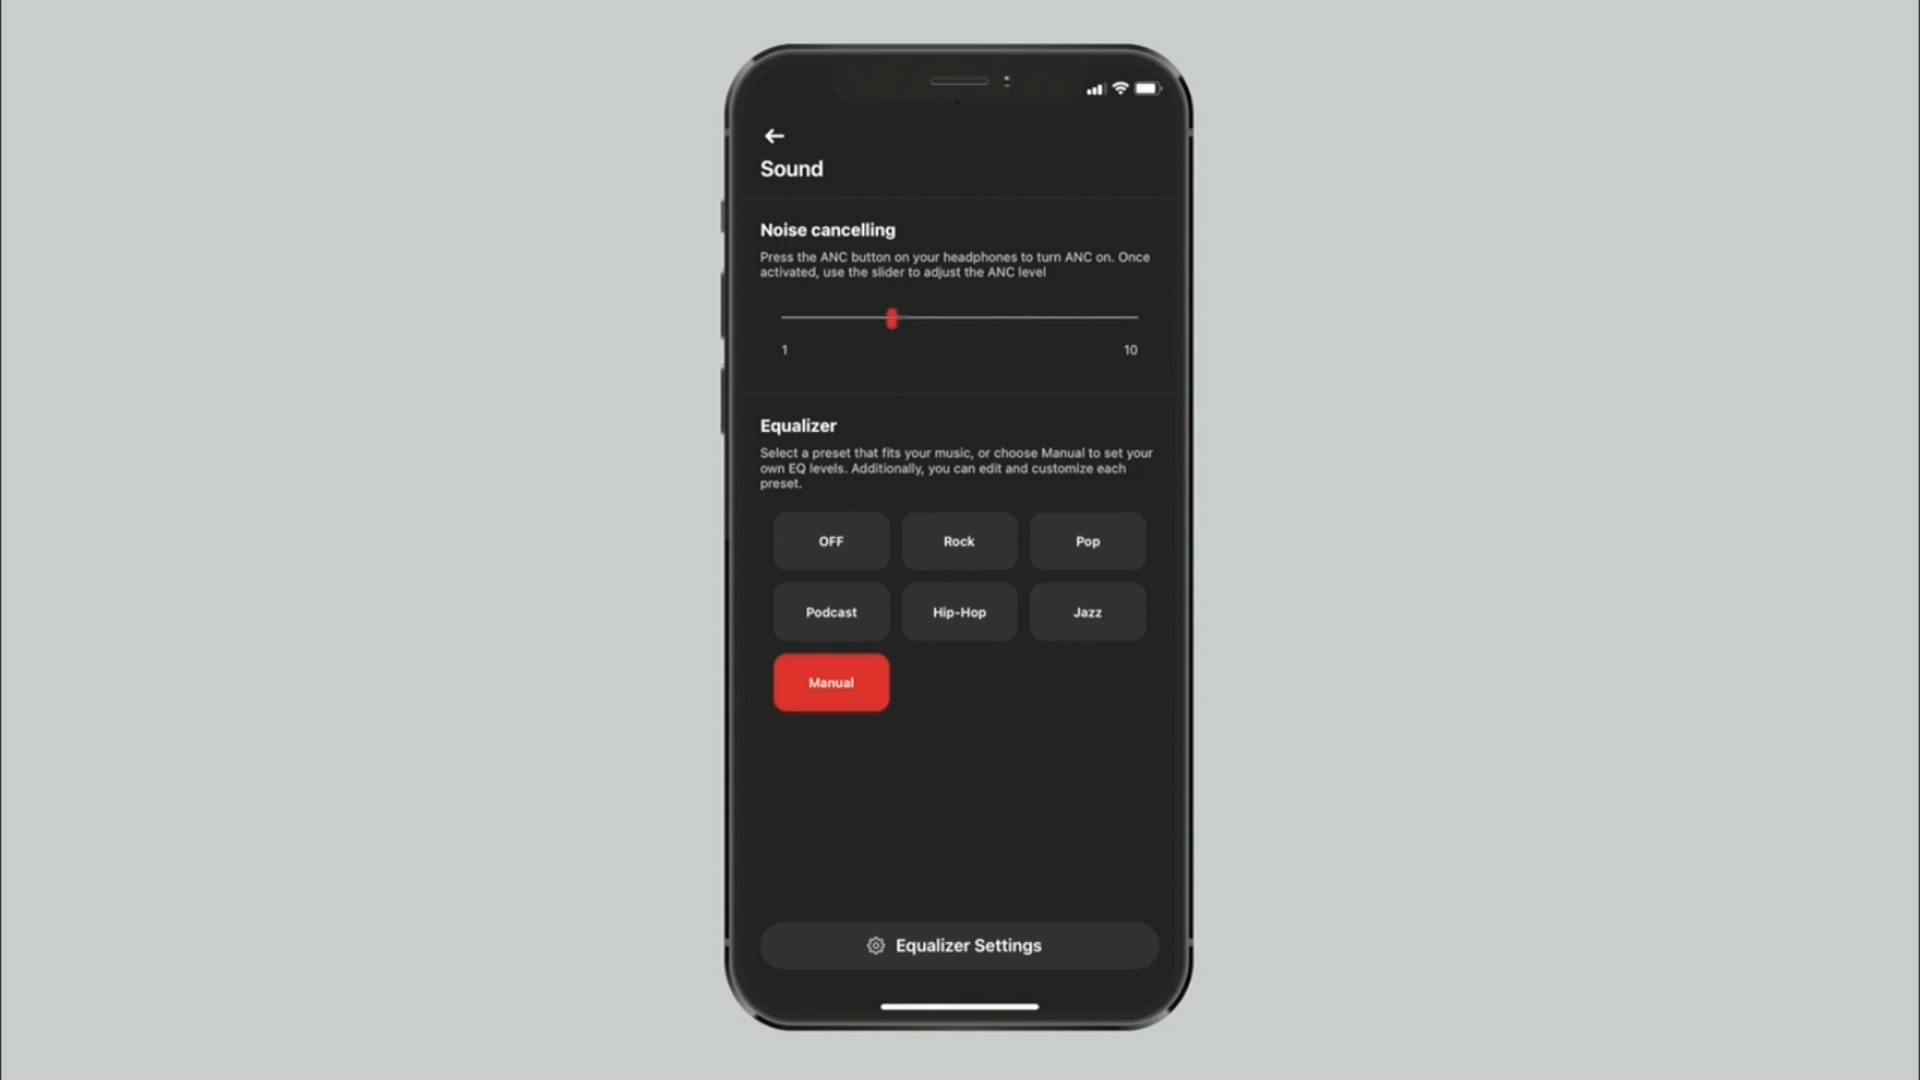 Sound
Noise cancelling
Press the ANC button on your headphones to turn ANC on. Once
activated, use the slider to adjust the ANC level
1 10
Equalizer
Select a preset that fits your music, or choose Manual to set your
own EQ levels. Additionally, you can edit and customize each
preset.
OFF Rock Pop
Podcast Hip-Hop Jazz
Manual
Equalizer Settings